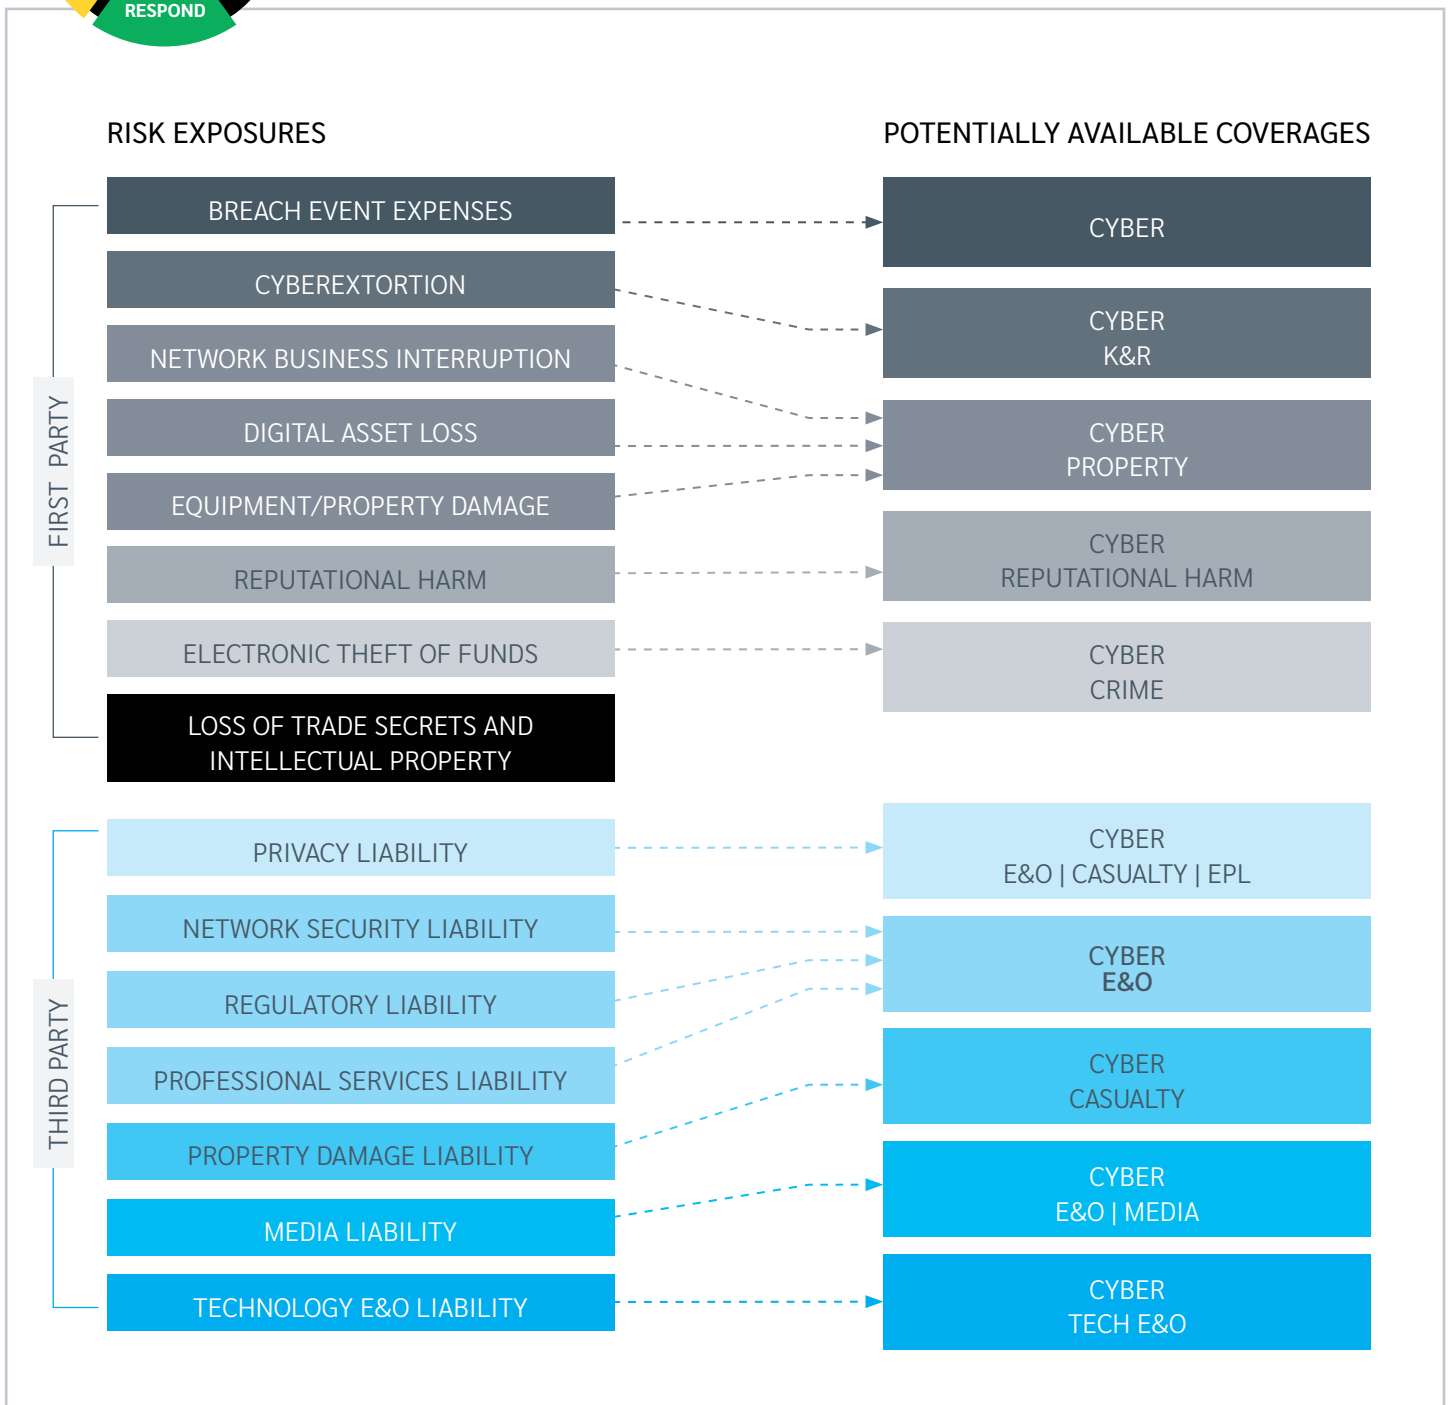 RESPOND
RISK EXPOSURES
POTENTIALLY AVAILABLE COVERAGES
FIRST PARTY
BREACH EVENT EXPENSES
CYBER
CYBEREXTORTION
CYBER
K&R
NETWORK BUSINESS INTERRUPTION
DIGITAL ASSET LOSS
EQUIPMENT/PROPERTY DAMAGE
CYBER
PROPERTY
REPUTATIONAL HARM
CYBER
REPUTATIONAL HARM
ELECTRONIC THEFT OF FUNDS
CYBER
CRIME
LOSS OF TRADE SECRETS AND
INTELLECTUAL PROPERTY
THIRD PARTY
PRIVACY LIABILITY
CYBER
E&O | CASUALTY | EPL
NETWORK SECURITY LIABILITY
REGULATORY LIABILITY
PROFESSIONAL SERVICES LIABILITY
CYBER
E&O
PROPERTY DAMAGE LIABILITY
CYBER
CASUALTY
MEDIA LIABILITY
CYBER
E&O | MEDIA
TECHNOLOGY E&O LIABILITY
CYBER
TECH E&O